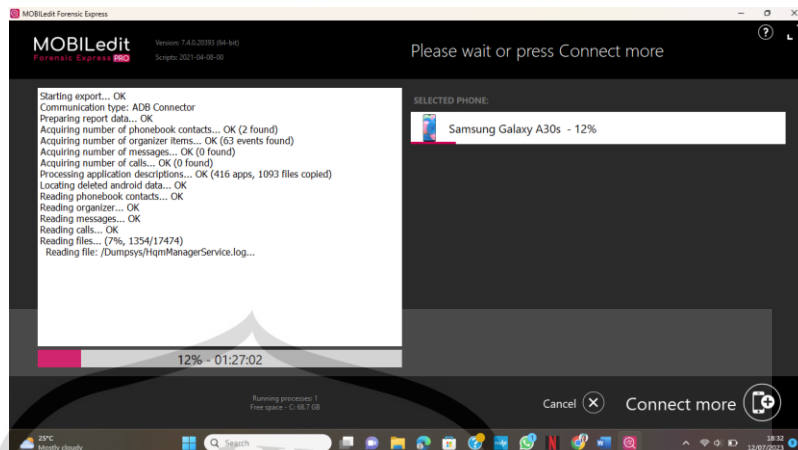 MOBILedit Forensic Express
MOBILedit
Forensic Express PRO
Version: 7.4.0.20393 (64-bit)
Scripts: 2021-04-08-00
Please wait or press Connect more
?
Starting export... OK
Communication type: ADB Connector
Preparing report data... OK
Acquiring number of phonebook contacts... OK (2 found)
Acquiring number of organizer items... OK (63 events found)
Acquiring number of messages... OK (0 found)
Acquiring number of calls... OK (0 found)
Processing application descriptions... OK (416 apps, 1093 files copied)
Locating deleted android data... OK
Reading phonebook contacts... OK
Reading organizer... OK
Reading messages... OK
Reading calls... OK
Reading files... (7%, 1354/17474)
Reading file: /Dumpsys/HqmManagerService.log...
SELECTED PHONE:
Samsung Galaxy A30s - 12%
12% - 01:27:02
Running processes: 1
Free space - C: 68.7 GB
Cancel
Connect more
25°C
Mostly cloudy
Search
18:32
12/07/2023